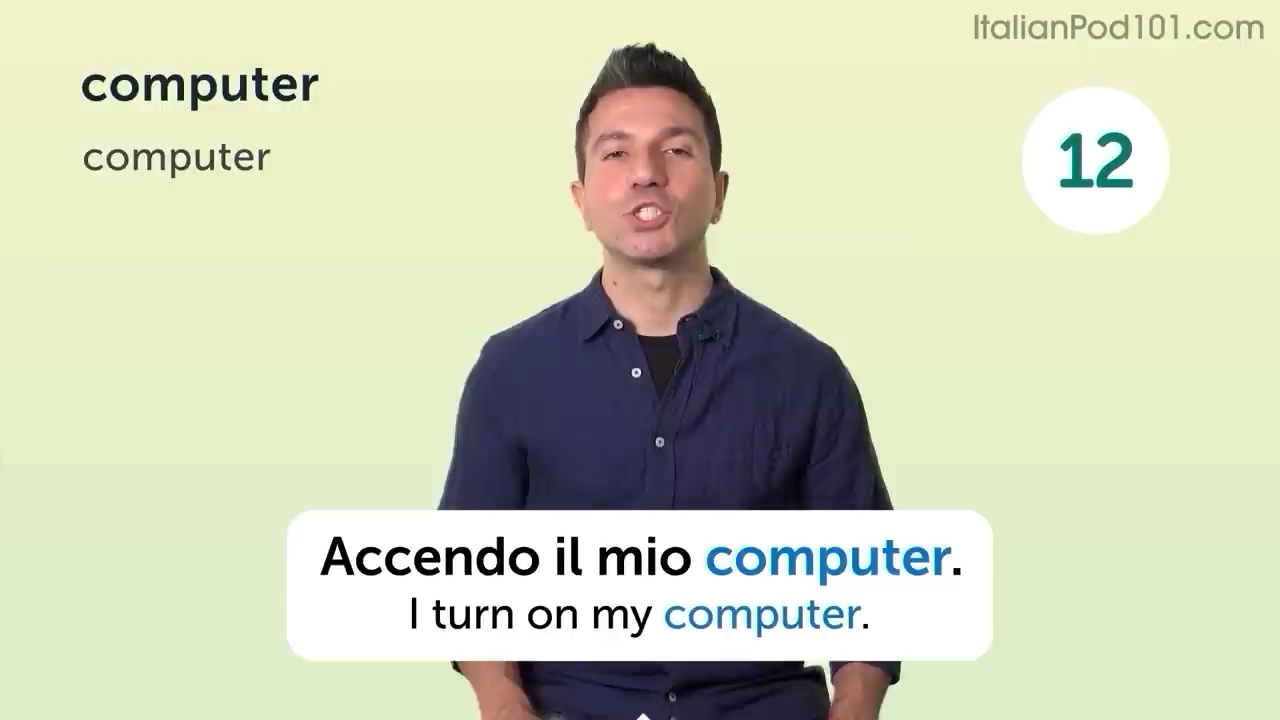 ItalianPod101.com
computer
computer
12
Accendo il mio computer.
I turn on my computer.